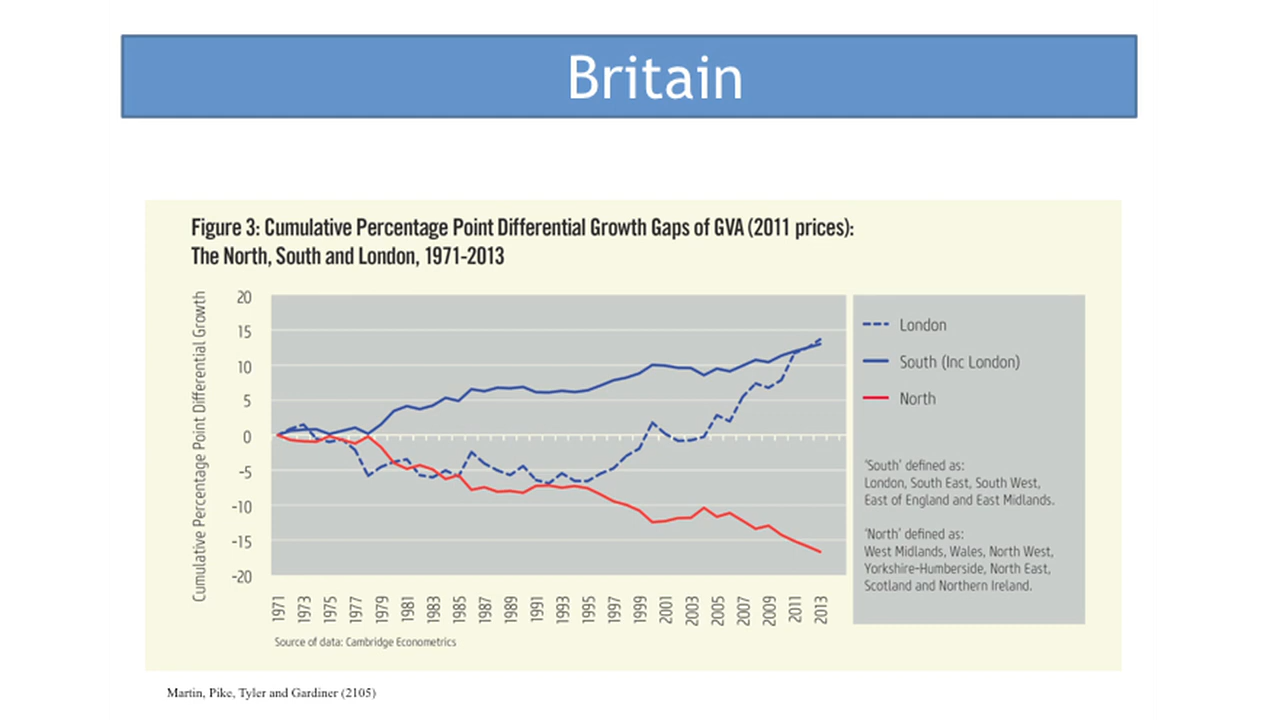 Britain
Figure 3: Cumulative Percentage Point Differential Growth Gaps of GVA (2011 prices):
The North, South and London, 1971-2013
Cumulative Percentage Point Differential Growth
20
15
10
5
0
-5
-10
-15
-20
1971
1973
1975
1977
1979
1981
1983
1985
1987
1989
1991
1993
1995
1997
1999
2001
2003
2005
2007
2009
2011
2013
London
South (Inc London)
North
'South' defined as:
London, South East, South West,
East of England and East Midlands.
'North' defined as:
West Midlands, Wales, North West,
Yorkshire-Humberside, North East,
Scotland and Northern Ireland.
Source of data: Cambridge Econometrics
Martin, Pike, Tyler and Gardiner (2105)